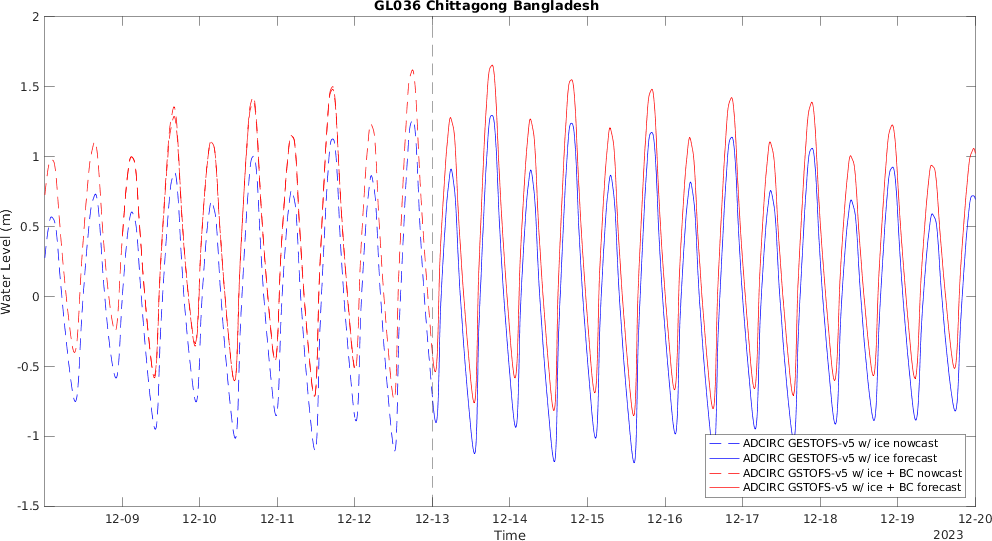 GL036 Chittagong Bangladesh
Water Level (m)
2
1.5
1
0.5
0
-0.5
-1
-1.5
ADCIRC GESTOFS-v5 w/ ice nowcast
ADCIRC GESTOFS-v5 w/ ice forecast
ADCIRC GSTOFS-v5 w/ ice + BC nowcast
ADCIRC GSTOFS-v5 w/ ice + BC forecast
12-09 12-10 12-11 12-12 12-13 12-14 12-15 12-16 12-17 12-18 12-19 12-20
Time
2023